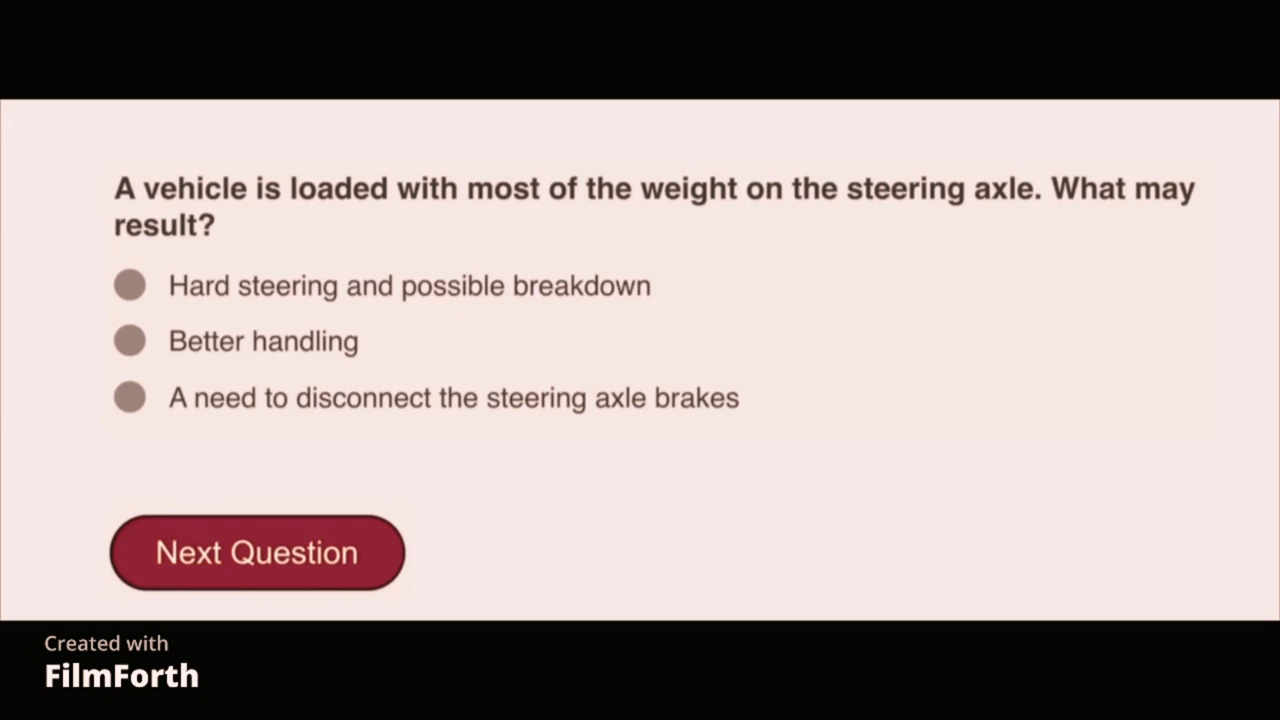 A vehicle is loaded with most of the weight on the steering axle. What may
result?
Hard steering and possible breakdown
Better handling
A need to disconnect the steering axle brakes
Next Question
Created with
FilmForth